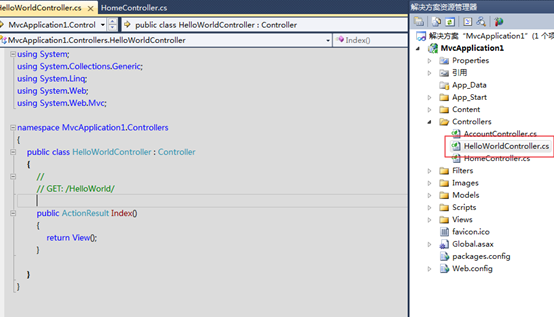 HelloWorldController.cs HomeController.cs
MvcApplication1.Control public class HelloWorldController : Controller
MvcApplication1.Controllers.HelloWorldController Index()
using System;
using System.Collections.Generic;
using System.Linq;
using System.Web;
using System.Web.Mvc;
namespace MvcApplication1.Controllers
{
public class HelloWorldController : Controller
{
//
// GET: /HelloWorld/
public ActionResult Index()
{
return View();
}
}
}
解决方案资源管理器
解决方案"MvcApplication1" (1 个项
MvcApplication1
Properties
引用
App_Data
App_Start
Content
Controllers
AccountController.cs
HelloWorldController.cs
HomeController.cs
Filters
Images
Models
Scripts
Views
favicon.ico
Global.asax
packages.config
Web.config